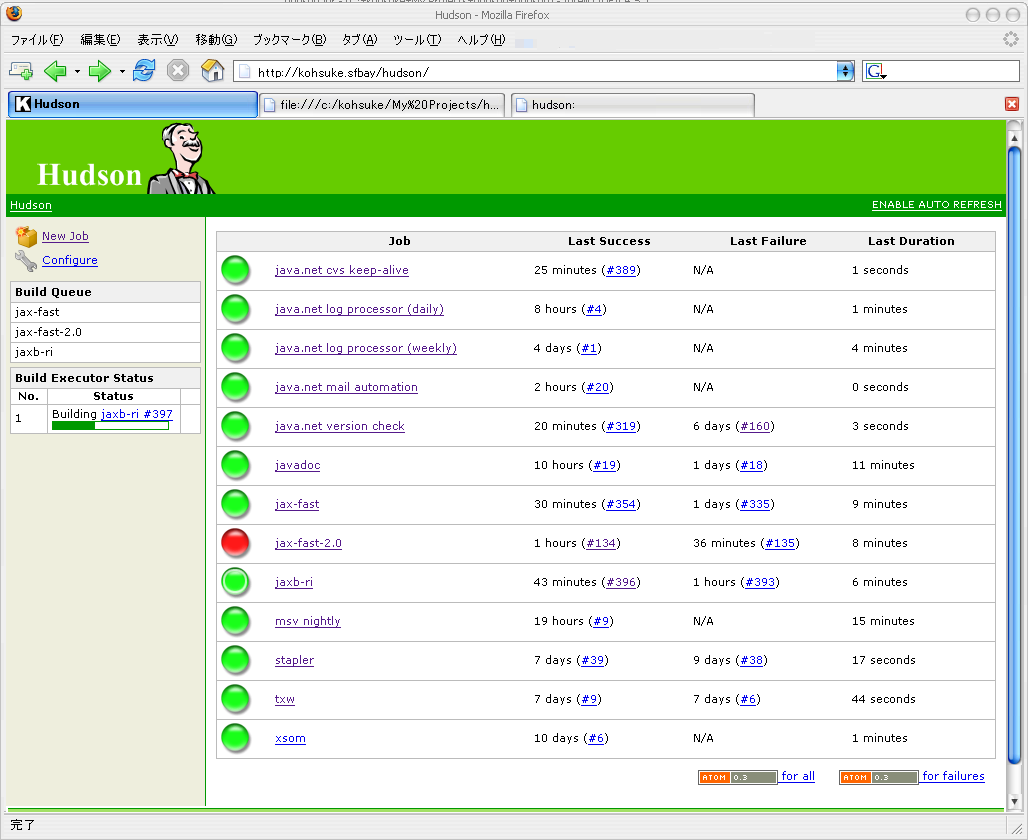 Hudson - Mozilla Firefox
ファイル(F) 編集(E) 表示(V) 移動(G) ブックマーク(B) タブ(A) ツール(T) ヘルプ(H)
http://kohsuke.sfbay/hudson/ G
K Hudson file:///c:/kohsuke/My%20Projects/h... hudson:
Hudson
Hudson ENABLE AUTO REFRESH
New Job
Configure
Build Queue
jax-fast
jax-fast-2.0
jaxb-ri
Build Executor Status
No. Status
1 Building jaxb-ri #397
Job Last Success Last Failure Last Duration
java.net cvs keep-alive 25 minutes (#389) N/A 1 seconds
java.net log processor (daily) 8 hours (#4) N/A 1 minutes
java.net log processor (weekly) 4 days (#1) N/A 4 minutes
java.net mail automation 2 hours (#20) N/A 0 seconds
java.net version check 20 minutes (#319) 6 days (#160) 3 seconds
javadoc 10 hours (#19) 1 days (#18) 11 minutes
jax-fast 30 minutes (#354) 1 days (#335) 9 minutes
jax-fast-2.0 1 hours (#134) 36 minutes (#135) 8 minutes
jaxb-ri 43 minutes (#396) 1 hours (#393) 6 minutes
msv nightly 19 hours (#9) N/A 15 minutes
stapler 7 days (#39) 9 days (#38) 17 seconds
txw 7 days (#9) 7 days (#6) 44 seconds
xsom 10 days (#6) N/A 1 minutes
ATOM 0.3 for all ATOM 0.3 for failures
完了